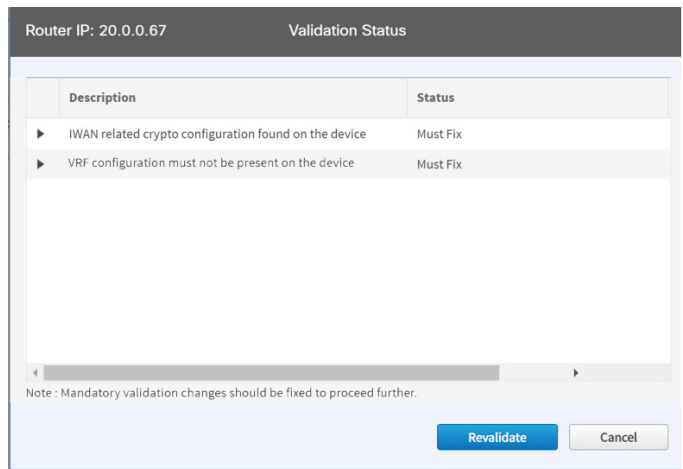 Router IP: 20.0.0.67 Validation Status
Description Status
IWAN related crypto configuration found on the device Must Fix
VRF configuration must not be present on the device Must Fix
Note : Mandatory validation changes should be fixed to proceed further.
Revalidate Cancel